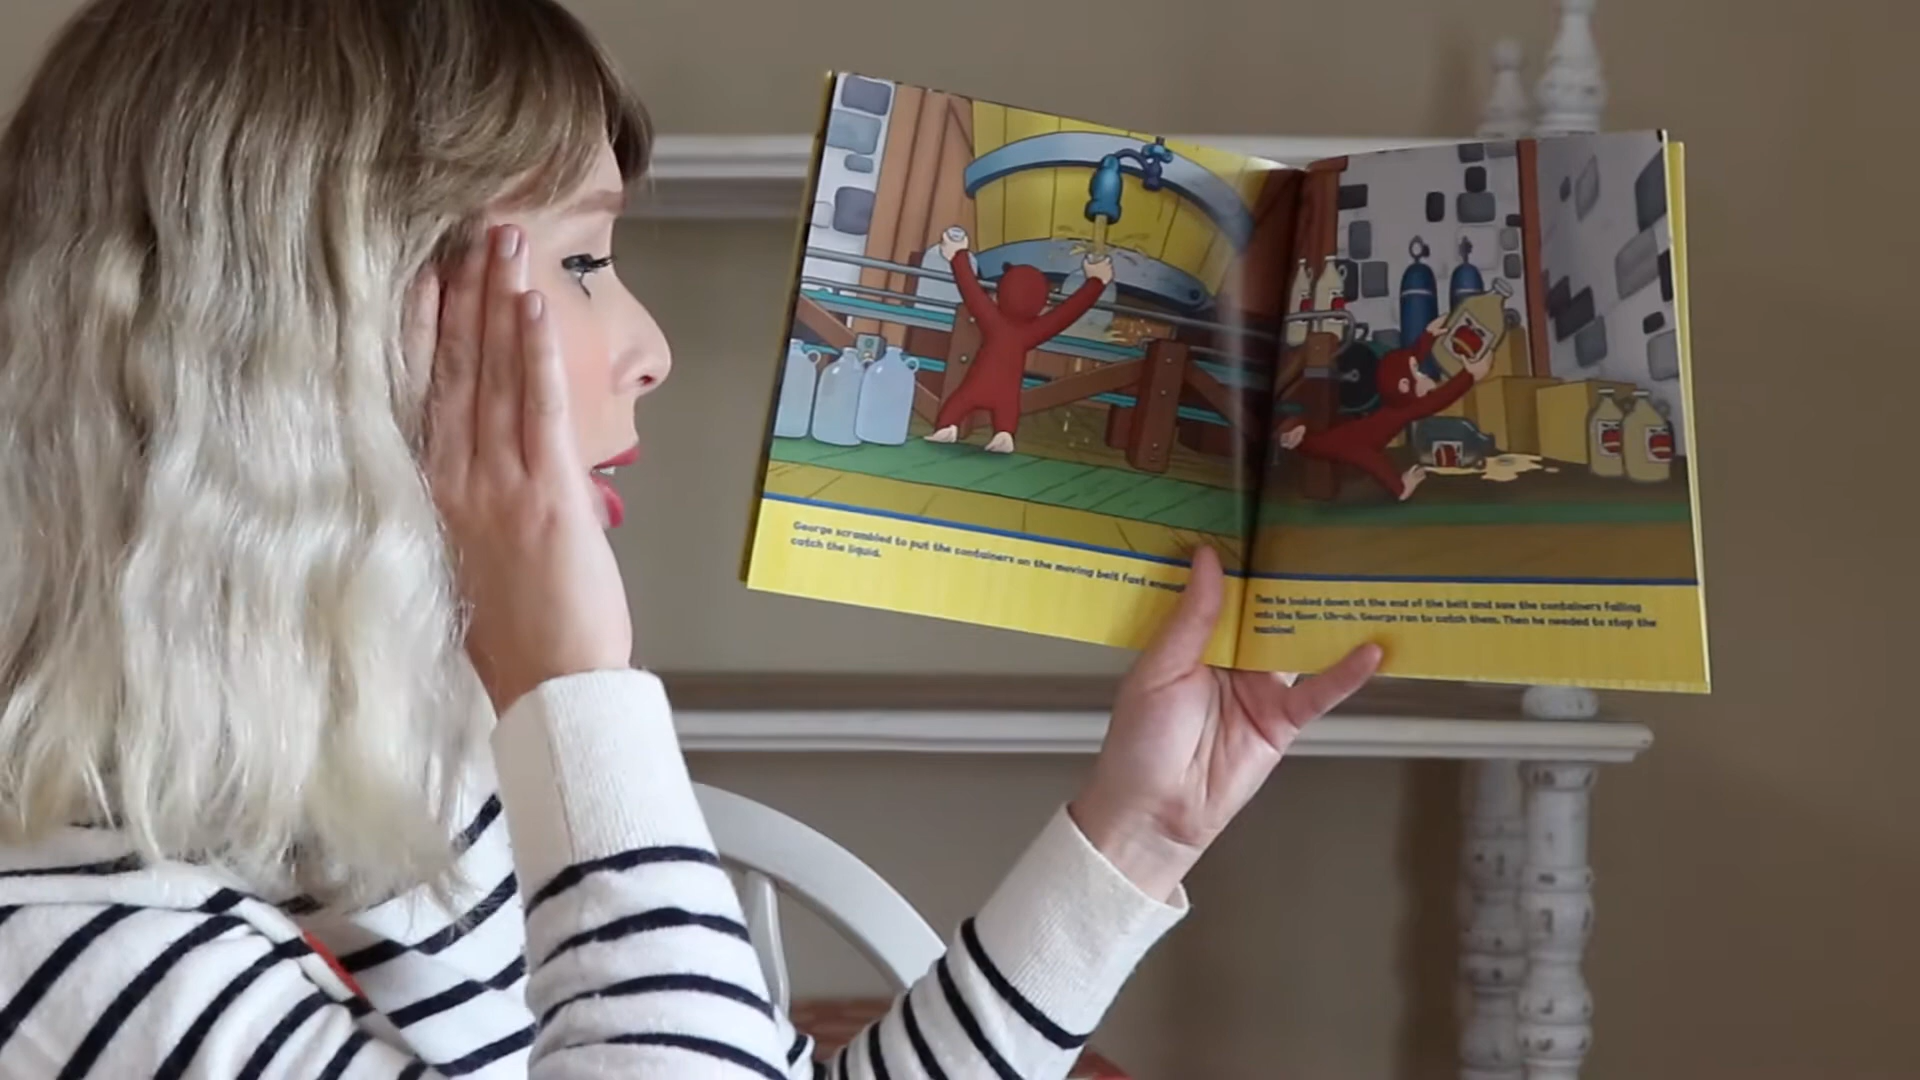 George scrambled to put the containers on the moving belt fast enough
catch the liquid.
Then he looked down at the end of the belt and saw the containers falling
onto the floor. Uh-oh. George ran to catch them. Then he needed to stop the
machine!